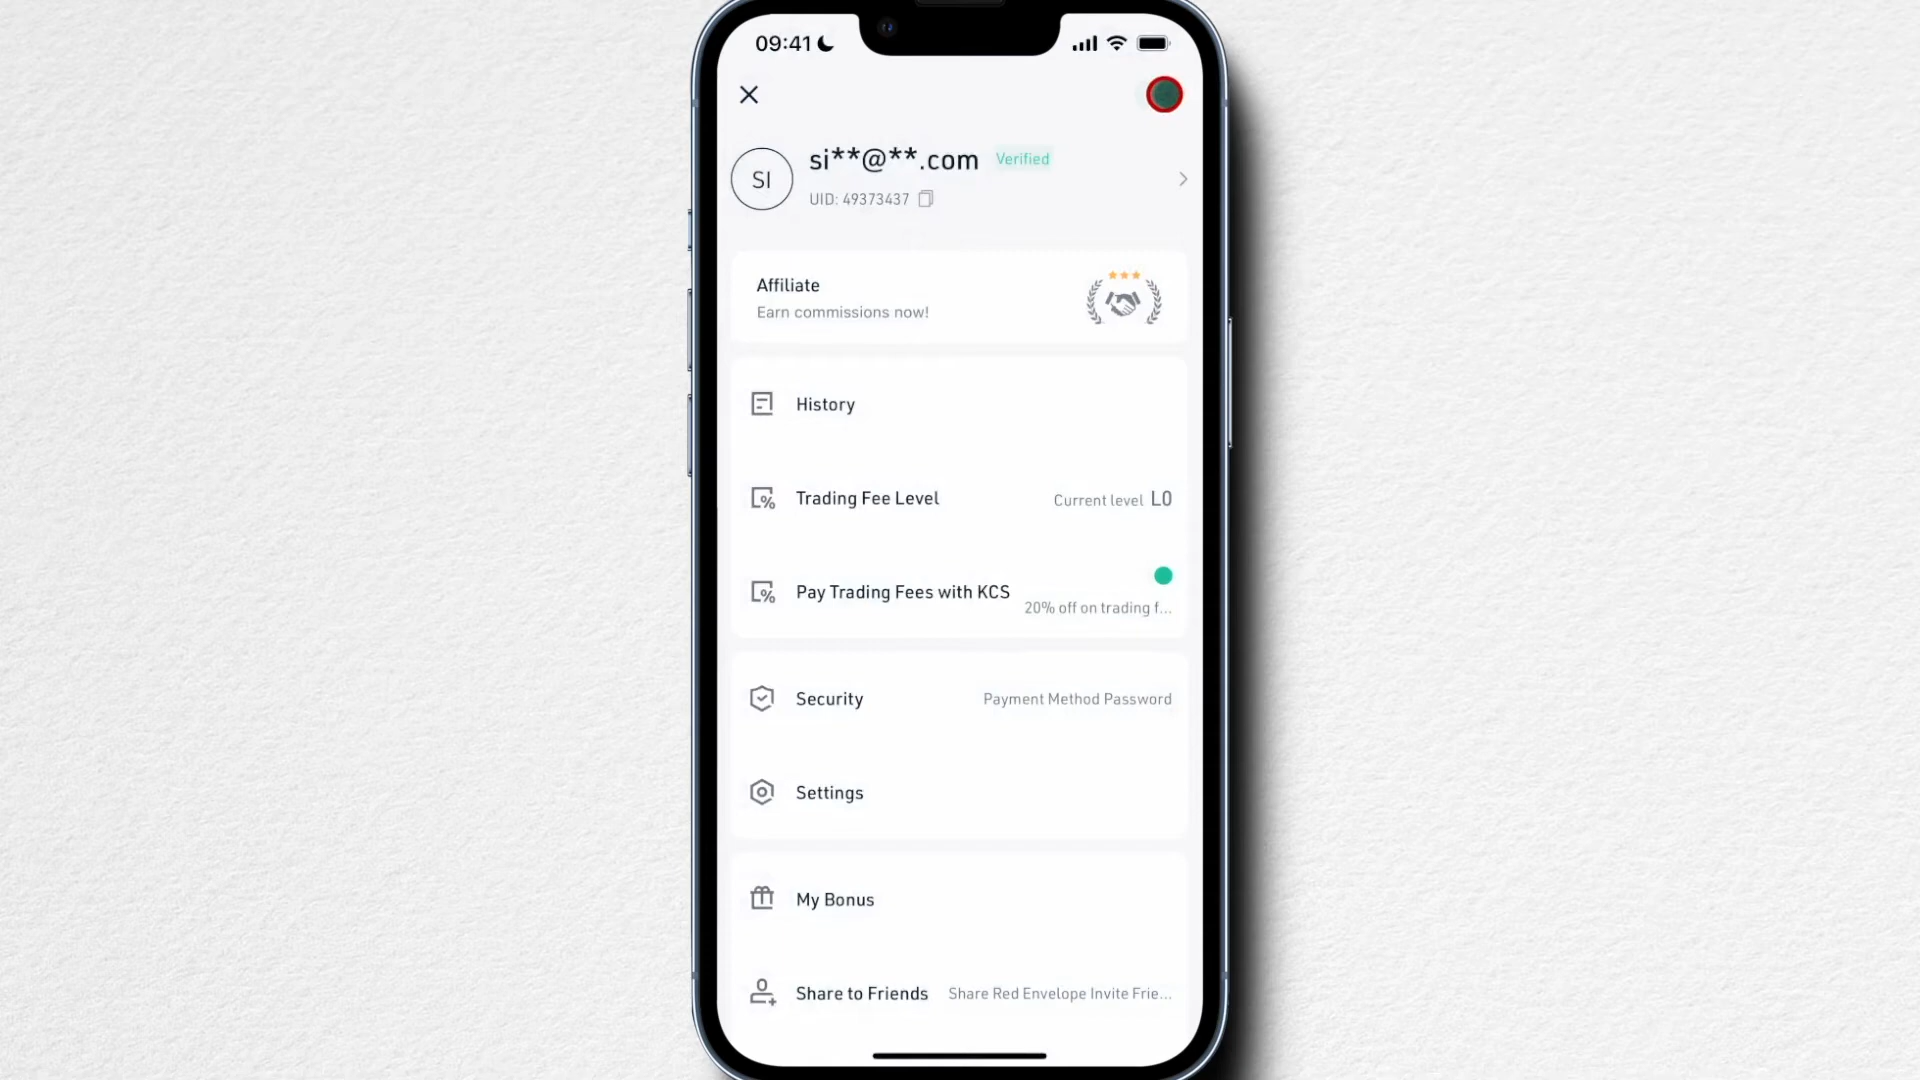 09:41
si**@**.com Verified
SI
UID: 49373437
Affiliate
Earn commissions now!
History
Trading Fee Level Current level L0
Pay Trading Fees with KCS
20% off on trading f...
Security Payment Method Password
Settings
My Bonus
Share to Friends Share Red Envelope Invite Frie...